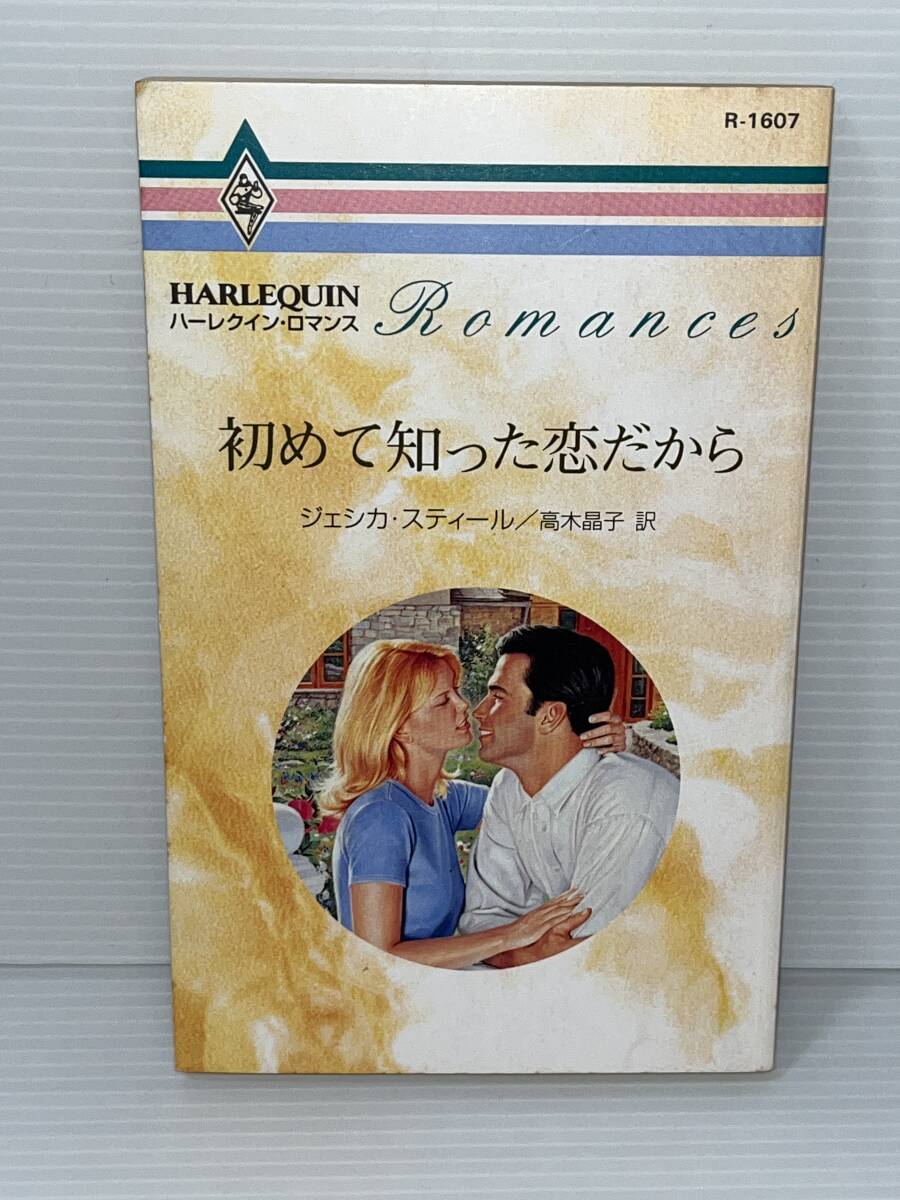 R-1607
HARLEQUIN
ハーレクイン・ロマンス
Romances
初めて知った恋だから
ジェシカ・スティール／高木晶子 訳